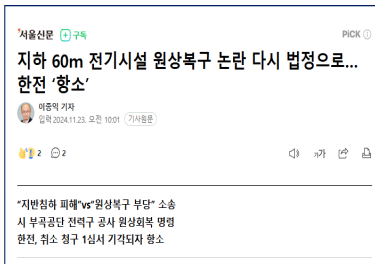 서울신문 + 구독
PiCK
지하 60m 전기시설 원상복구 논란 다시 법정으로...
한전 ‘항소’
이종익 기자
입력 2024.11.23. 오전 10:01 기사원문
2 2
가가
“지반침하 피해”vs“원상복구 부당” 소송
시 부곡공단 전력구 공사 원상회복 명령
한전, 취소 청구 1심서 기각되자 항소